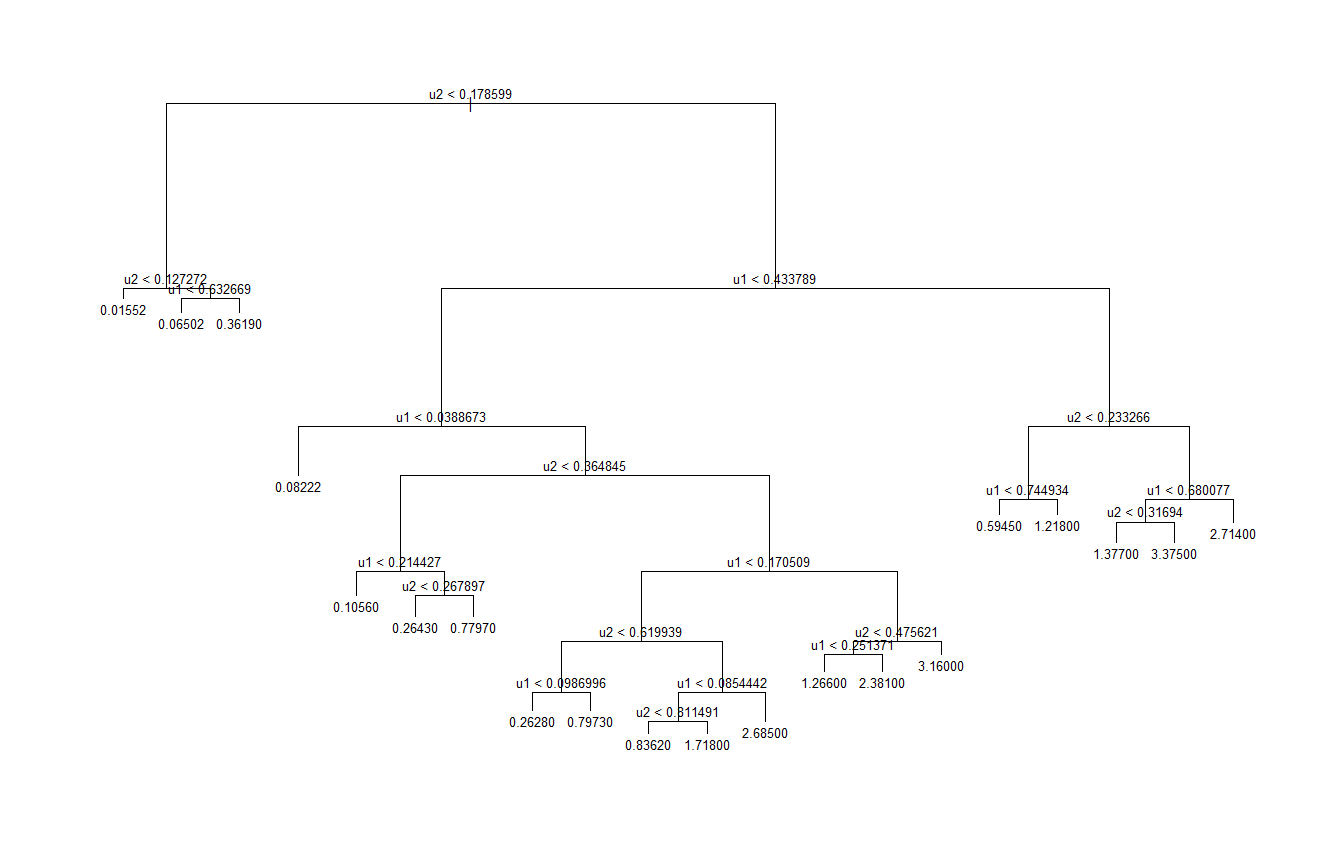 u2 < 0.178599
u2 < 0.127272
u1 < 0.433789
u1 < 0.632669
0.01552
0.06502
0.36190
u1 < 0.0388673
u2 < 0.233266
u2 < 0.364845
0.08222
u1 < 0.744934
u1 < 0.680077
u2 < 0.31694
0.59450
1.21800
2.71400
1.37700
3.37500
u1 < 0.214427
u1 < 0.170509
u2 < 0.267897
0.10560
0.26430
0.77970
u2 < 0.619939
u2 < 0.475621
u1 < 0.251371
3.16000
u1 < 0.0986996
u1 < 0.0854442
1.26600
2.38100
u2 < 0.811491
0.26280
0.79730
2.68500
0.83620
1.71800